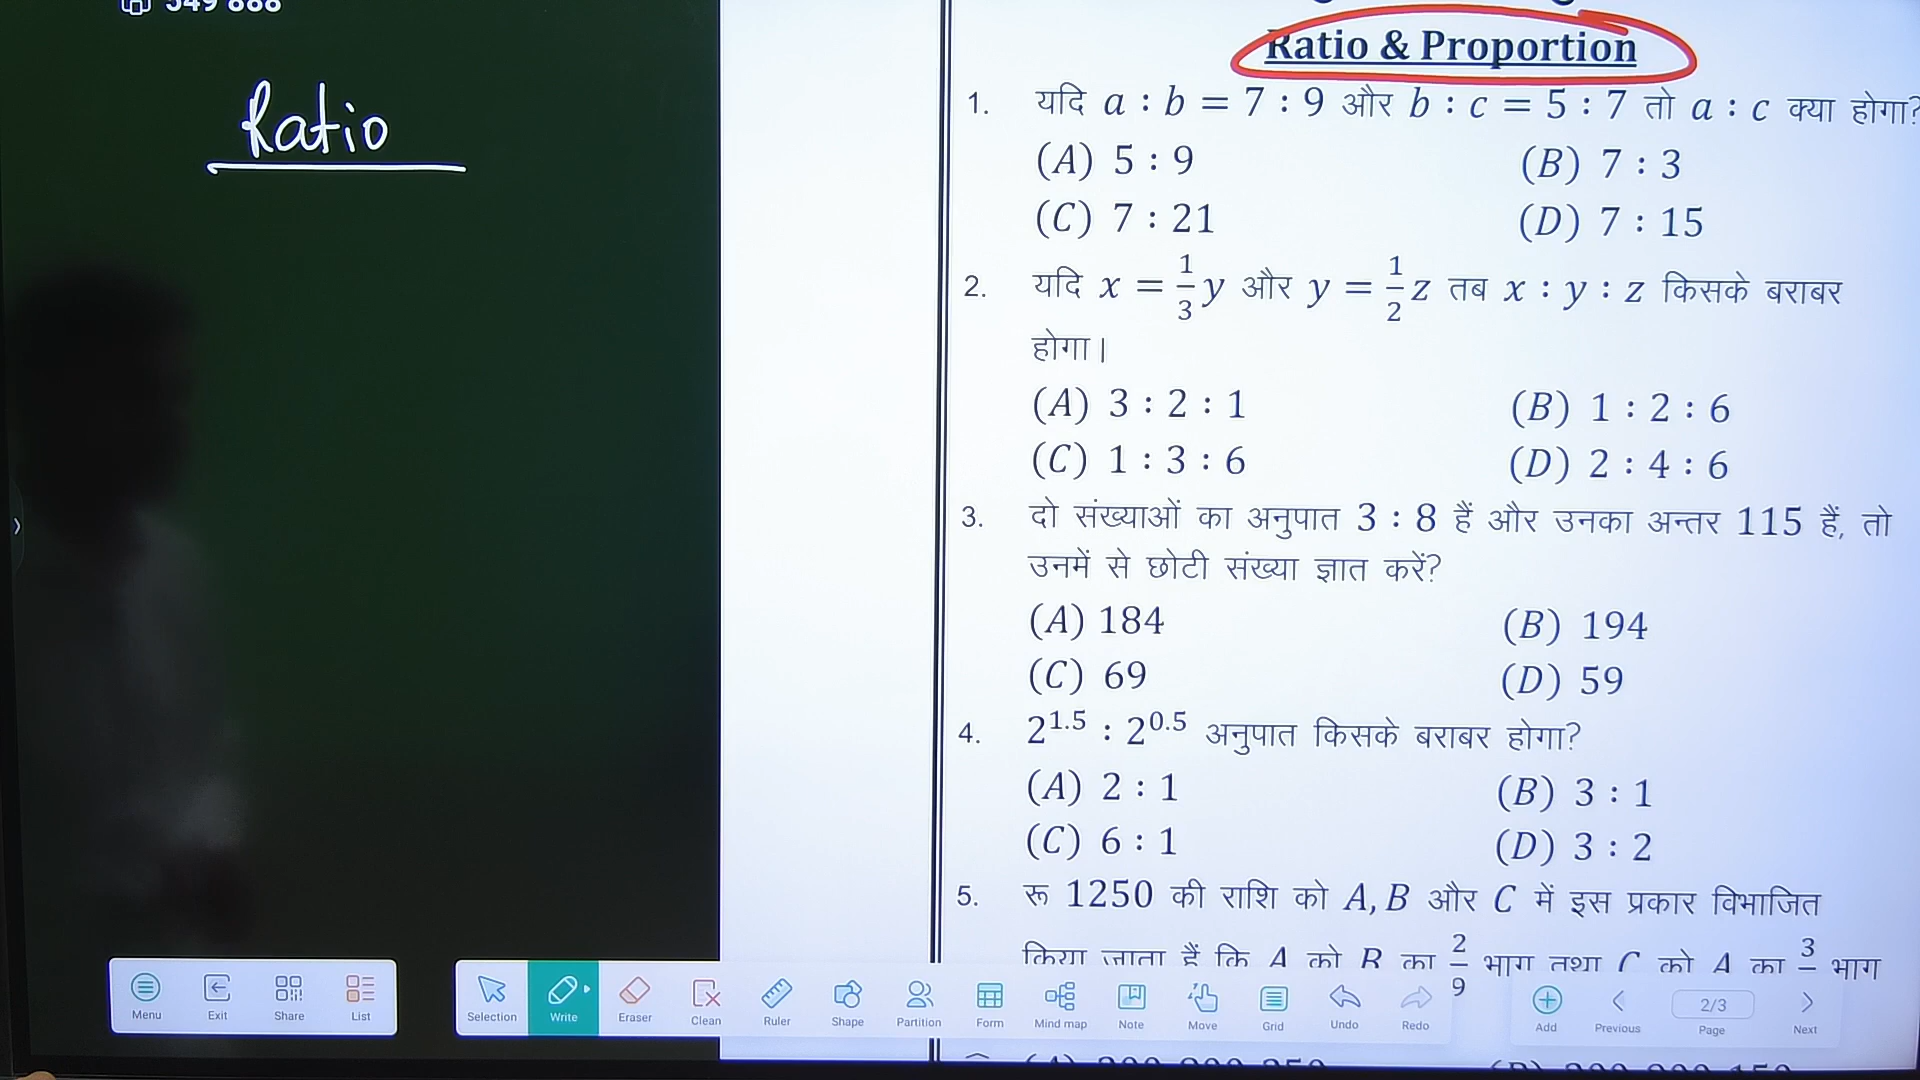 Ratio
Ratio & Proportion
1. यदि a : b = 7 : 9 और b : c = 5 : 7 तो a : c क्या होगा?
(A) 5 : 9 (B) 7 : 3
(C) 7 : 21 (D) 7 : 15
2. यदि x = 1/3 y और y = 1/2 z तब x : y : z किसके बराबर
होगा।
(A) 3 : 2 : 1 (B) 1 : 2 : 6
(C) 1 : 3 : 6 (D) 2 : 4 : 6
3. दो संख्याओं का अनुपात 3 : 8 हैं और उनका अन्तर 115 हैं, तो
उनमें से छोटी संख्या ज्ञात करें?
(A) 184 (B) 194
(C) 69 (D) 59
4. 2^1.5 : 2^0.5 अनुपात किसके बराबर होगा?
(A) 2 : 1 (B) 3 : 1
(C) 6 : 1 (D) 3 : 2
5. रू 1250 की राशि को A, B और C में इस प्रकार विभाजित
किया जाता हैं कि A को B का 2/9 भाग तथा C को A का 3 भाग
Menu Exit Share List Selection Write Eraser Clean Ruler Shape Partition Form Mind map Note Move Grid Undo Redo Add Previous 2/3 Page Next